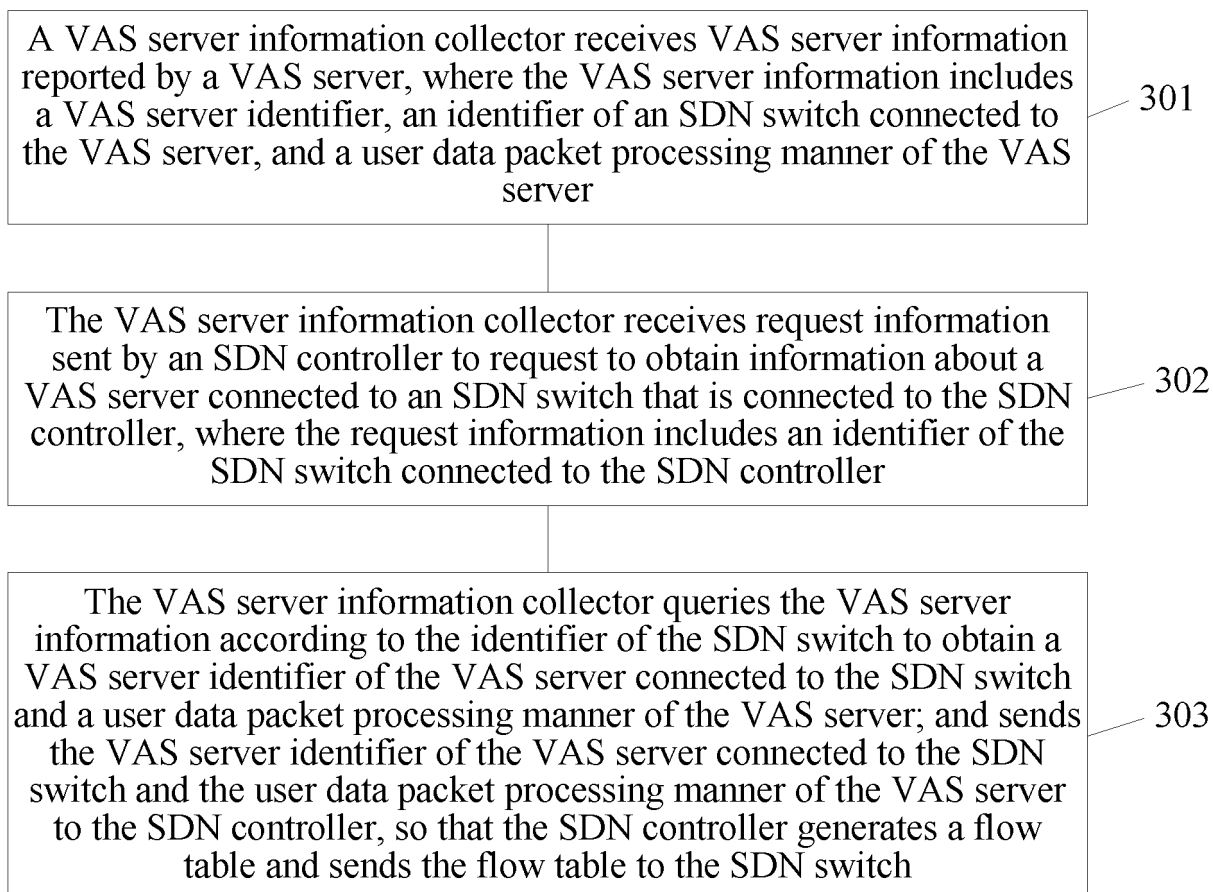 A VAS server information collector receives VAS server information
reported by a VAS server, where the VAS server information includes
a VAS server identifier, an identifier of an SDN switch connected to
the VAS server, and a user data packet processing manner of the VAS
server
301
The VAS server information collector receives request information
sent by an SDN controller to request to obtain information about a
VAS server connected to an SDN switch that is connected to the SDN
controller, where the request information includes an identifier of the
SDN switch connected to the SDN controller
302
The VAS server information collector queries the VAS server
information according to the identifier of the SDN switch to obtain a
VAS server identifier of the VAS server connected to the SDN switch
and a user data packet processing manner of the VAS server; and sends
the VAS server identifier of the VAS server connected to the SDN
switch and the user data packet processing manner of the VAS server
to the SDN controller, so that the SDN controller generates a flow
table and sends the flow table to the SDN switch
303